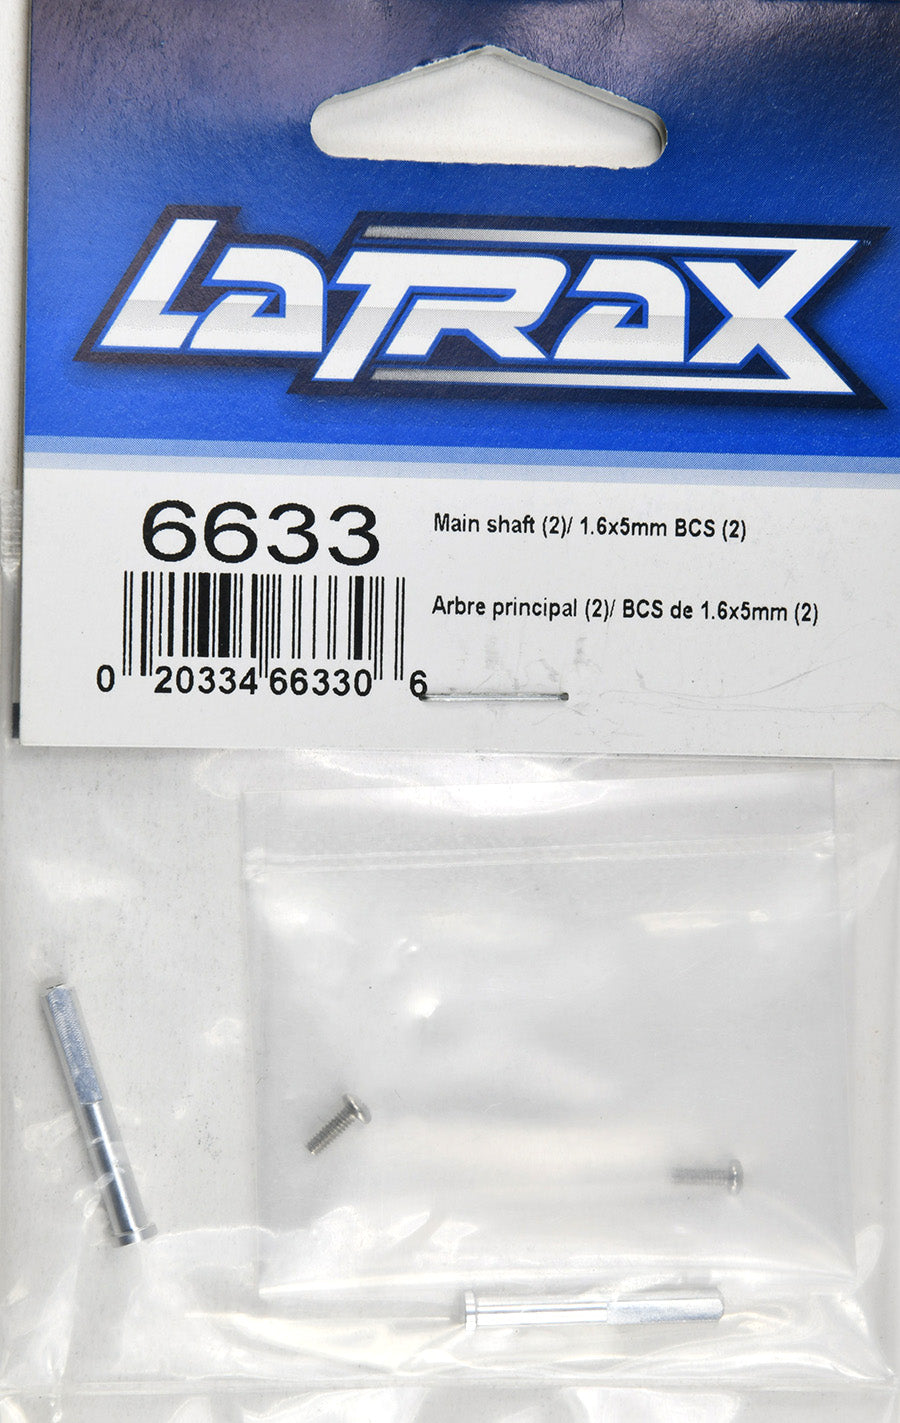 LATRAX
6633
Main shaft (2)/ 1.6x5mm BCS (2)
Arbre principal (2)/ BCS de 1.6x5mm (2)
0 20334 66330 6